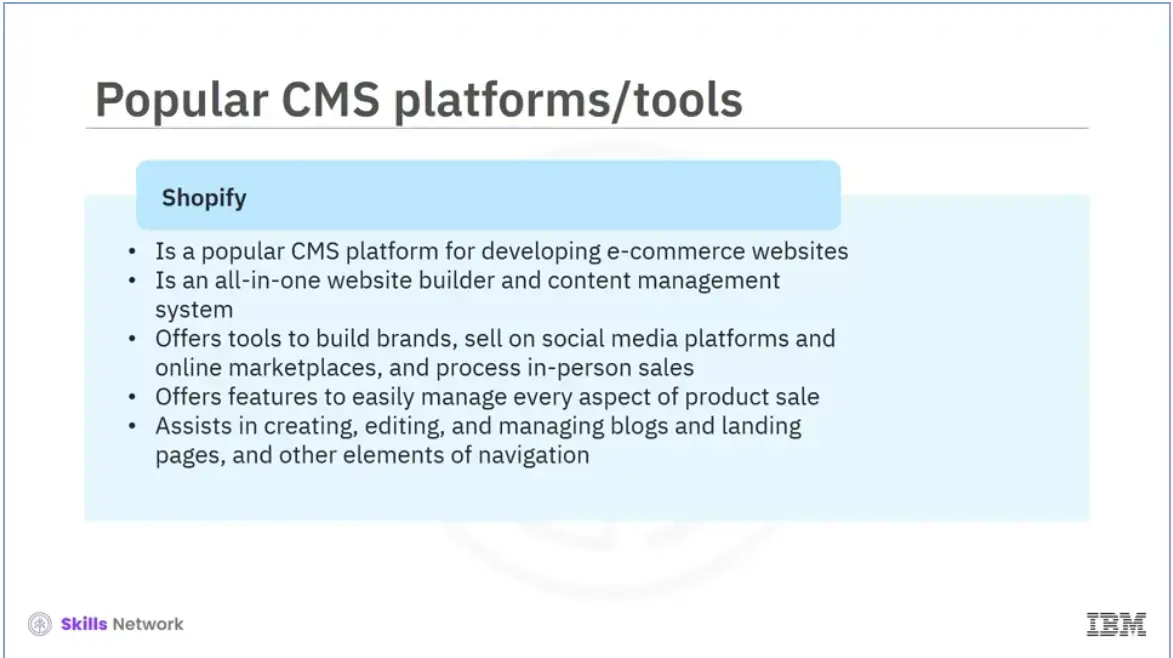 Popular CMS platforms/tools
Shopify
• Is a popular CMS platform for developing e-commerce websites
• Is an all-in-one website builder and content management
system
• Offers tools to build brands, sell on social media platforms and
online marketplaces, and process in-person sales
• Offers features to easily manage every aspect of product sale
• Assists in creating, editing, and managing blogs and landing
pages, and other elements of navigation
Skills Network
IBM